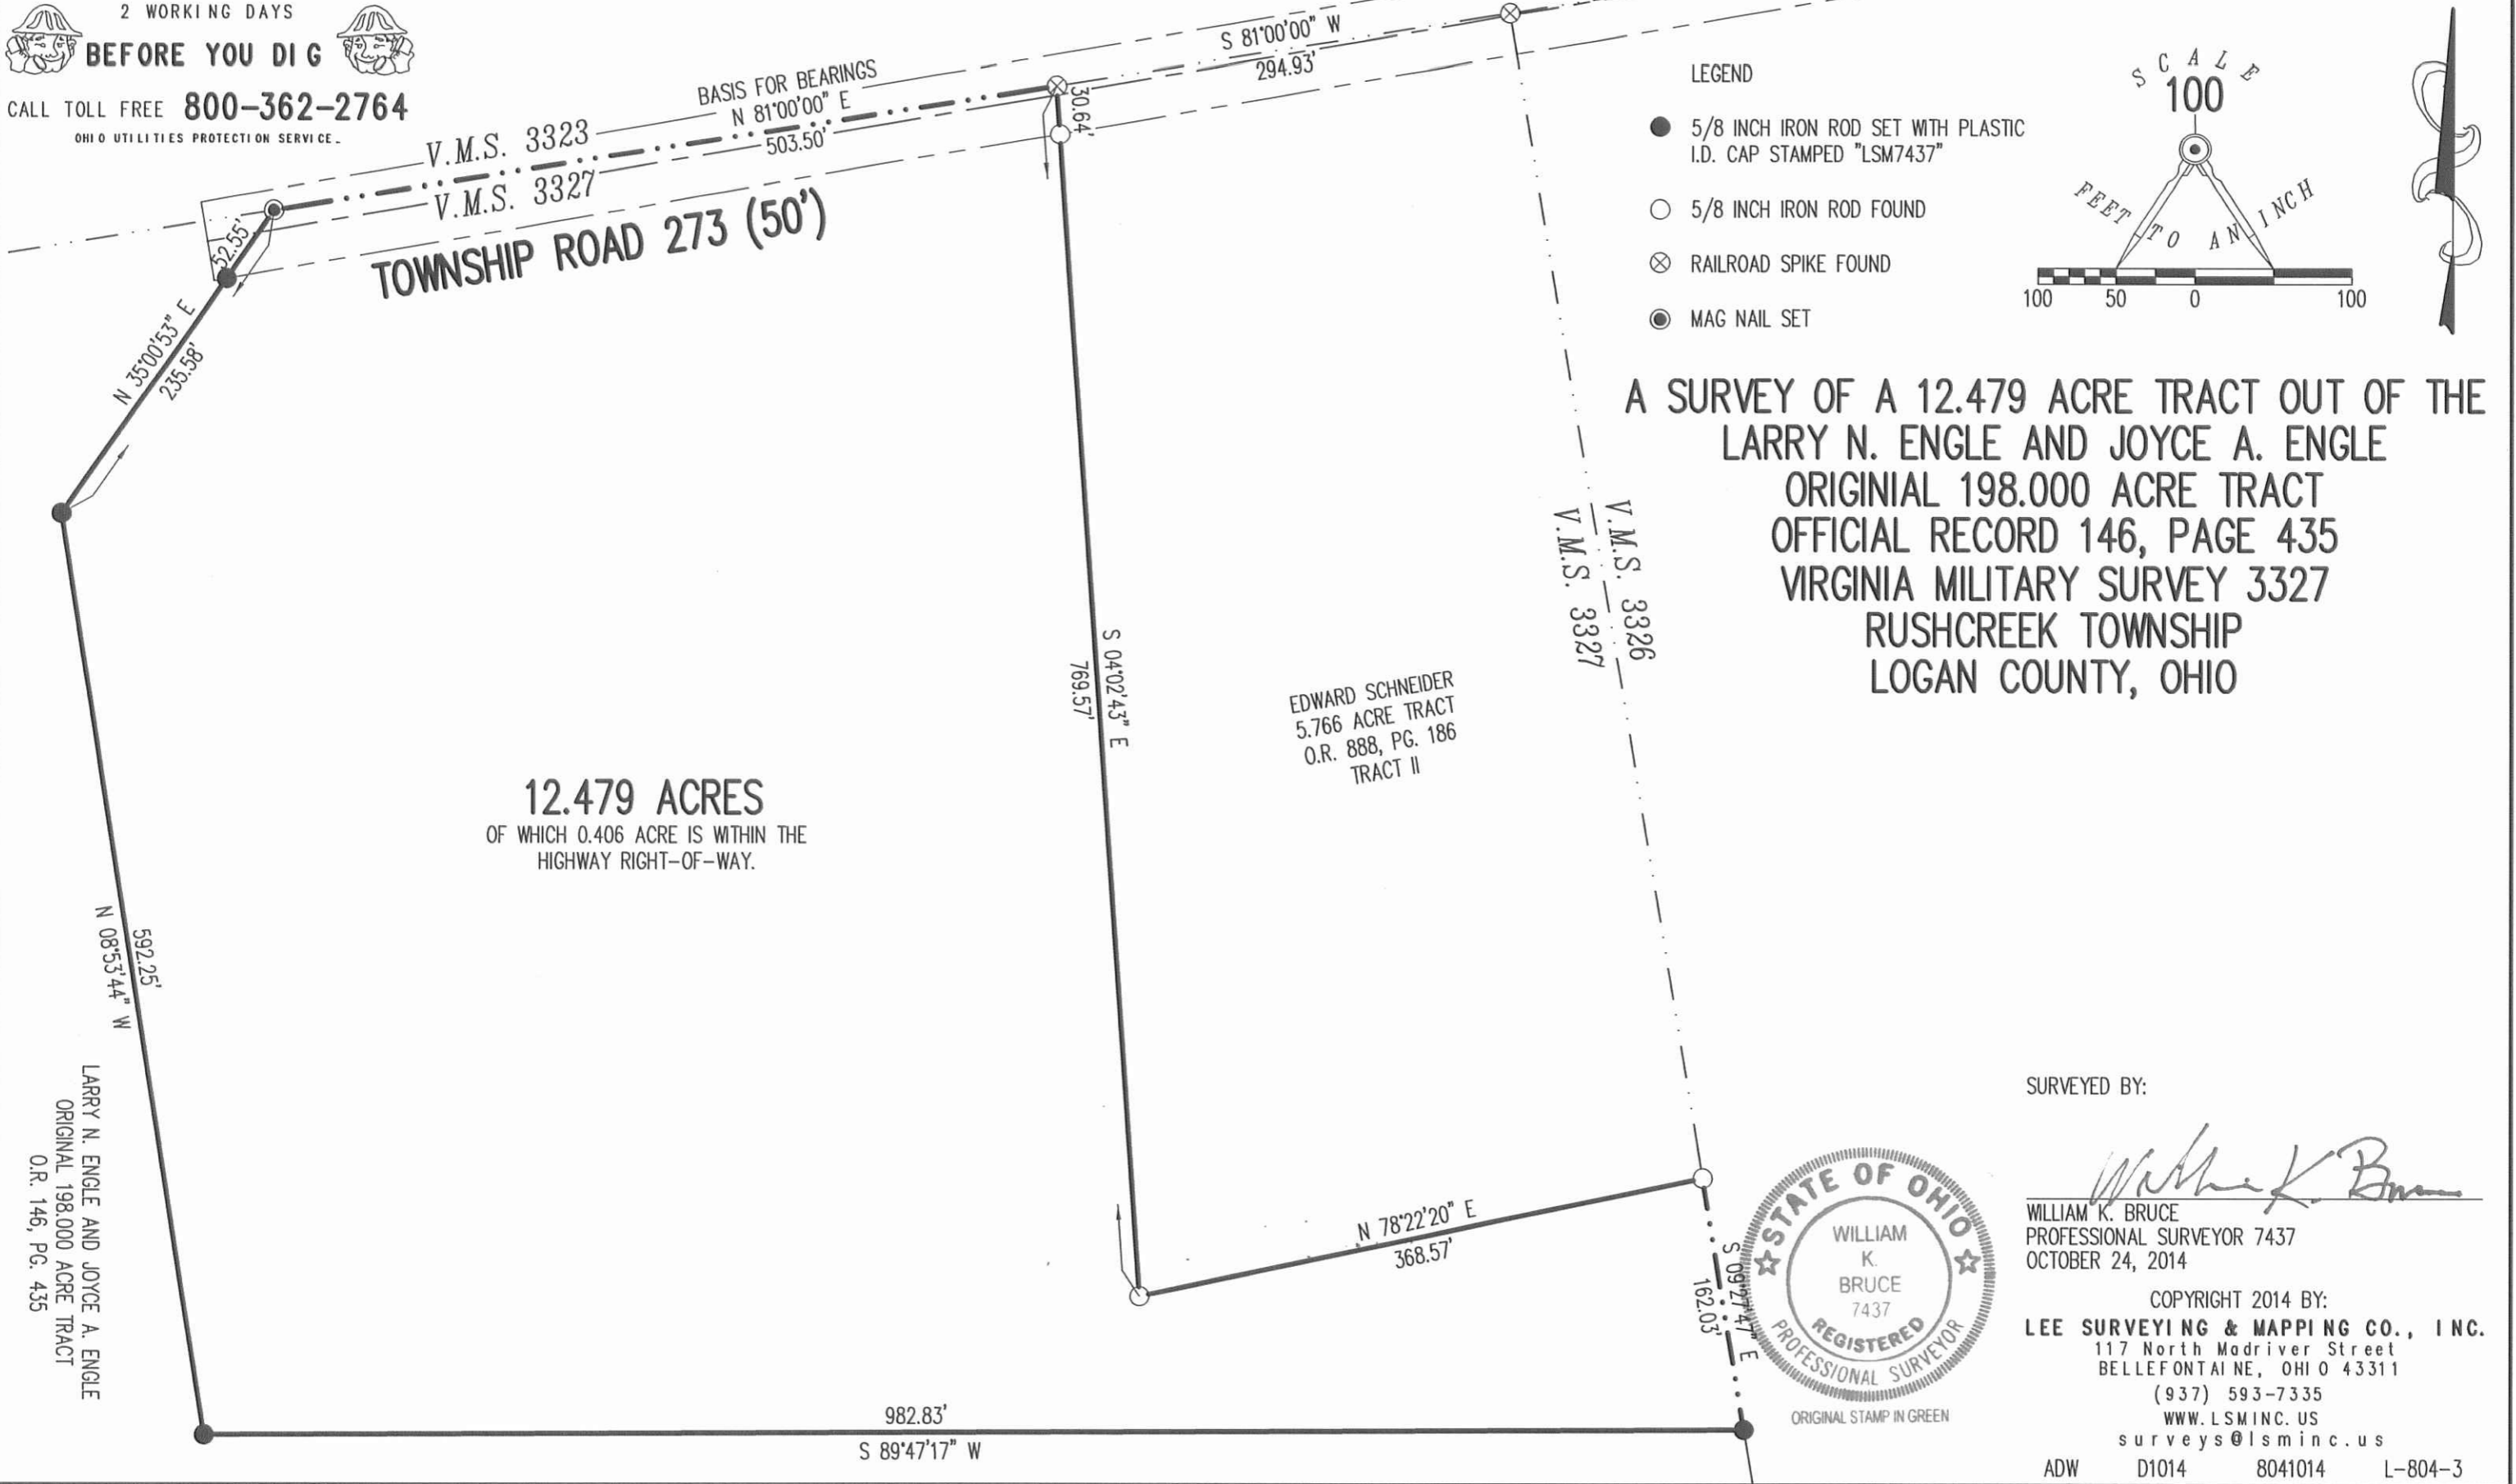 2 WORKING DAYS
BEFORE YOU DIG
CALL TOLL FREE 800-362-2764
OHIO UTILITIES PROTECTION SERVICE.
S 81°00'00" W
294.93'
BASIS FOR BEARINGS
N 81°00'00" E
503.50'
30.64'
V.M.S. 3323
V.M.S. 3327
TOWNSHIP ROAD 273 (50')
52.55'
N 35°00'53" E
235.58'
LEGEND
5/8 INCH IRON ROD SET WITH PLASTIC
I.D. CAP STAMPED "LSM7437"
5/8 INCH IRON ROD FOUND
RAILROAD SPIKE FOUND
MAG NAIL SET
SCALE
100
FEET TO AN INCH
100 50 0 100
A SURVEY OF A 12.479 ACRE TRACT OUT OF THE
LARRY N. ENGLE AND JOYCE A. ENGLE
ORIGINIAL 198.000 ACRE TRACT
OFFICIAL RECORD 146, PAGE 435
VIRGINIA MILITARY SURVEY 3327
RUSHCREEK TOWNSHIP
LOGAN COUNTY, OHIO
V.M.S. 3326
V.M.S. 3327
S 04°02'43" E
769.57'
EDWARD SCHNEIDER
5.766 ACRE TRACT
O.R. 888, PG. 186
TRACT II
12.479 ACRES
OF WHICH 0.406 ACRE IS WITHIN THE
HIGHWAY RIGHT-OF-WAY.
592.25'
N 08°53'44" W
LARRY N. ENGLE AND JOYCE A. ENGLE
ORIGINAL 198.000 ACRE TRACT
O.R. 146, PG. 435
N 78°22'20" E
368.57'
S 09°27'47" E
162.03'
982.83'
S 89°47'17" W
STATE OF OHIO
WILLIAM
K.
BRUCE
7437
REGISTERED
PROFESSIONAL SURVEYOR
ORIGINAL STAMP IN GREEN
SURVEYED BY:
William K. Bruce
WILLIAM K. BRUCE
PROFESSIONAL SURVEYOR 7437
OCTOBER 24, 2014
COPYRIGHT 2014 BY:
LEE SURVEYING & MAPPING CO., INC.
117 North Madriver Street
BELLEFONTAINE, OHIO 43311
(937) 593-7335
WWW.LSMINC.US
surveys@lsminc.us
ADW D1014 8041014 L-804-3